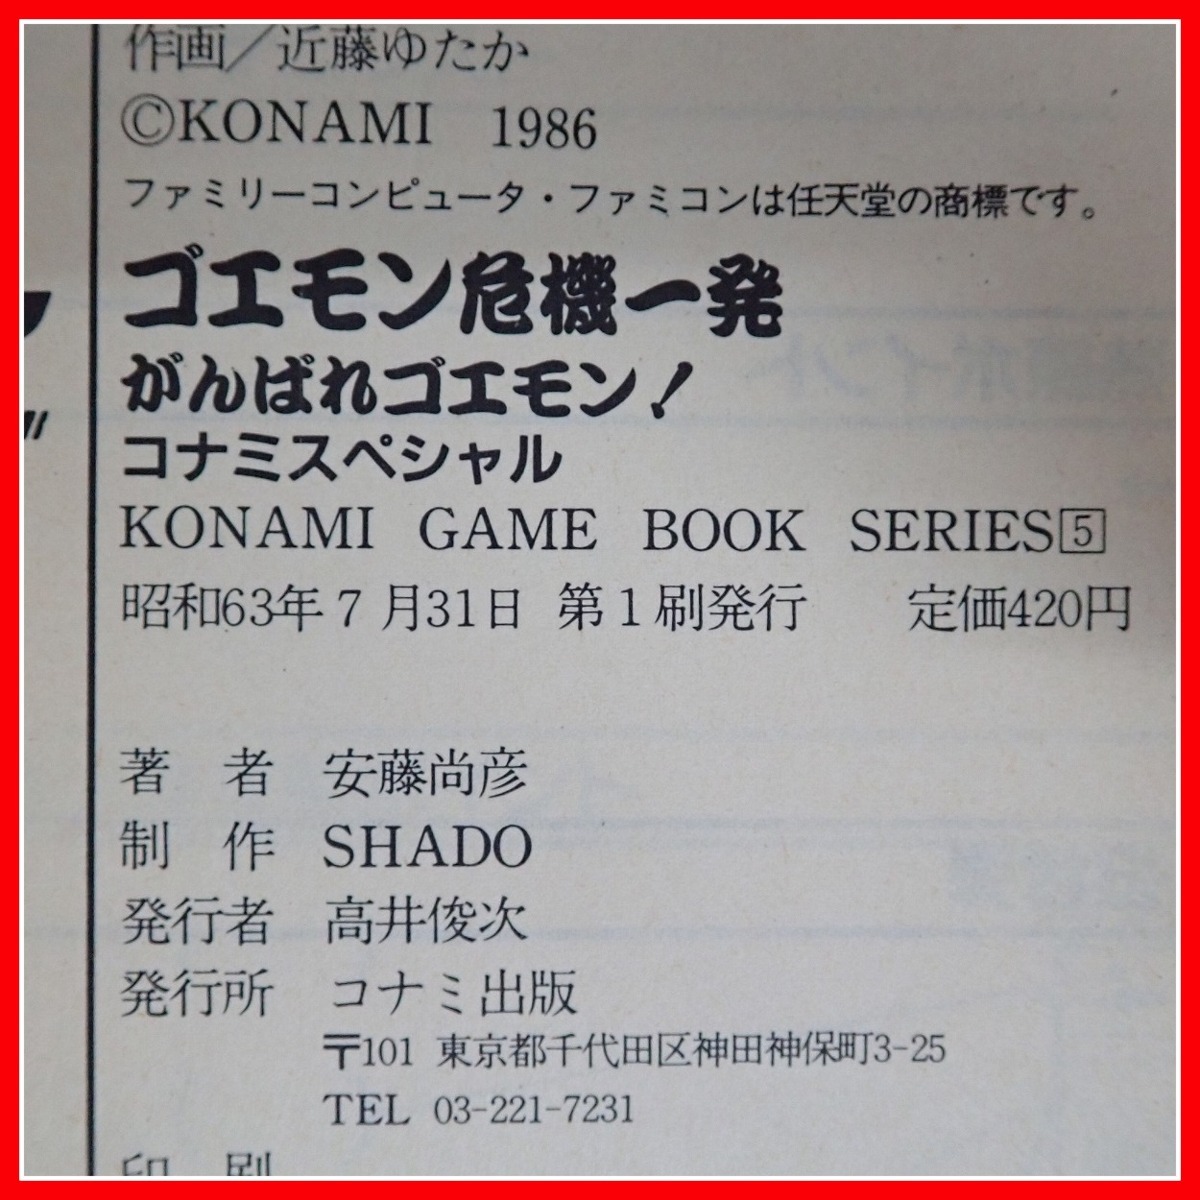 作画／近藤ゆたか
©KONAMI 1986
ファミリーコンピュータ・ファミコンは任天堂の商標です。
ゴエモン危機一発
がんばれゴエモン！
コナミスペシャル
KONAMI GAME BOOK SERIES5
昭和63年7月31日 第1刷発行 定価420円
著 者 安藤尚彦
制 作 SHADO
発行者 高井俊次
発行所 コナミ出版
〒101 東京都千代田区神田神保町3-25
TEL 03-221-7231
印 刷